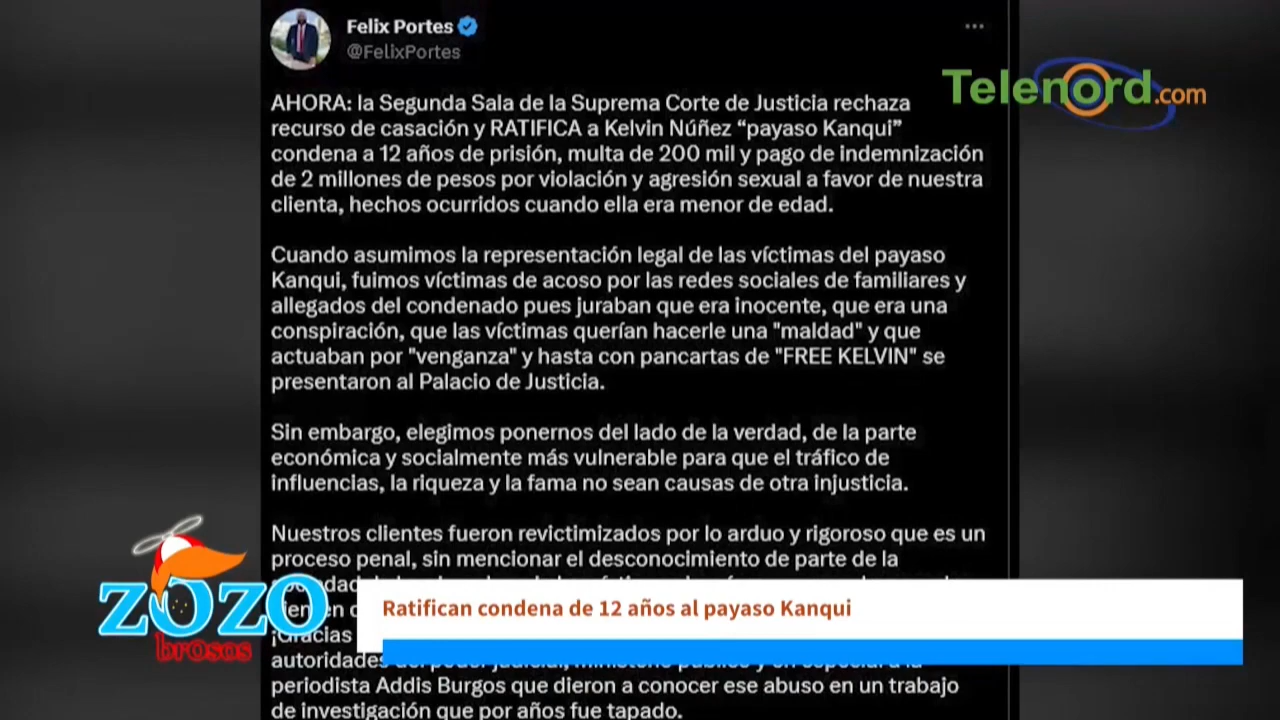 Felix Portes
@FelixPortes
Telenord.com
AHORA: la Segunda Sala de la Suprema Corte de Justicia rechaza
recurso de casación y RATIFICA a Kelvin Núñez “payaso Kanqui”
condena a 12 años de prisión, multa de 200 mil y pago de indemnización
de 2 millones de pesos por violación y agresión sexual a favor de nuestra
clienta, hechos ocurridos cuando ella era menor de edad.
Cuando asumimos la representación legal de las víctimas del payaso
Kanqui, fuimos víctimas de acoso por las redes sociales de familiares y
allegados del condenado pues juraban que era inocente, que era una
conspiración, que las víctimas querían hacerle una "maldad" y que
actuaban por "venganza" y hasta con pancartas de "FREE KELVIN" se
presentaron al Palacio de Justicia.
Sin embargo, elegimos ponernos del lado de la verdad, de la parte
económica y socialmente más vulnerable para que el tráfico de
influencias, la riqueza y la fama no sean causas de otra injusticia.
Nuestros clientes fueron revictimizados por lo arduo y rigoroso que es un
proceso penal, sin mencionar el desconocimiento de parte de la
¡Gracias
autoridades del poder judicial, Ministerio público y en especial a la
periodista Addis Burgos que dieron a conocer ese abuso en un trabajo
de investigación que por años fue tapado.
ZOZO
brosos
Ratifican condena de 12 años al payaso Kanqui